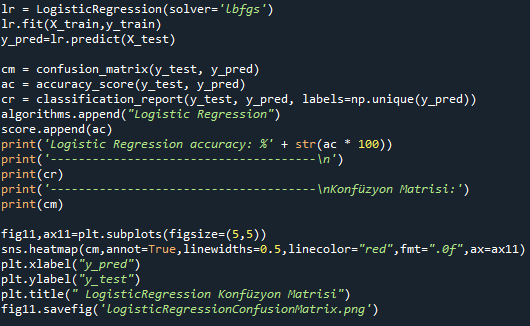 lr = LogisticRegression(solver='lbfgs')
lr.fit(X_train,y_train)
y_pred=lr.predict(X_test)

cm = confusion_matrix(y_test, y_pred)
ac = accuracy_score(y_test, y_pred)
cr = classification_report(y_test, y_pred, labels=np.unique(y_pred))
algorithms.append("Logistic Regression")
score.append(ac)
print('Logistic Regression accuracy: %' + str(ac * 100))
print('--------------------------------------\n')
print(cr)
print('--------------------------------------\nKonfüzyon Matrisi:')
print(cm)

fig11,ax11=plt.subplots(figsize=(5,5))
sns.heatmap(cm,annot=True,linewidths=0.5,linecolor="red",fmt=".0f",ax=ax11)
plt.xlabel("y_pred")
plt.ylabel("y_test")
plt.title(" LogisticRegression Konfüzyon Matrisi")
fig11.savefig('LogisticRegressionConfusionMatrix.png')